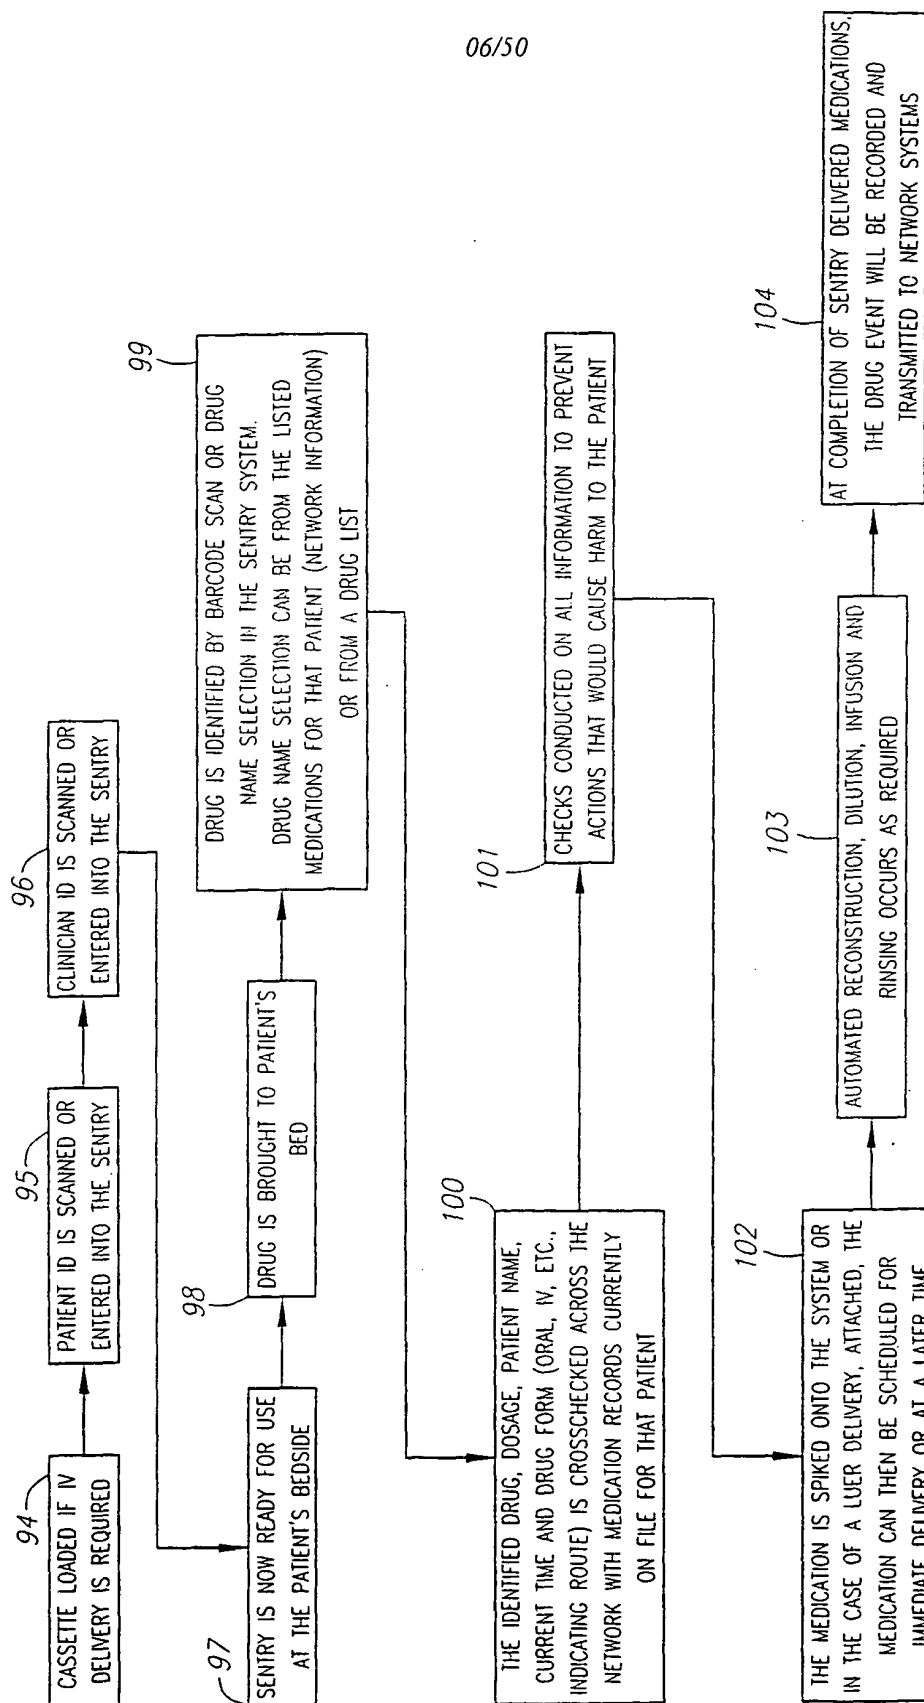 06/50
94
CASSETTE LOADED IF IV
DELIVERY IS REQUIRED
95
PATIENT ID IS SCANNED OR
ENTERED INTO THE SENTRY
96
CLINICIAN ID IS SCANNED OR
ENTERED INTO THE SENTRY
97
SENTRY IS NOW READY FOR USE
AT THE PATIENT'S BEDSIDE
98
DRUG IS BROUGHT TO PATIENT'S
BED
99
DRUG IS IDENTIFIED BY BARCODE SCAN OR DRUG
NAME SELECTION IN THE SENTRY SYSTEM.
DRUG NAME SELECTION CAN BE FROM THE LISTED
MEDICATIONS FOR THAT PATIENT (NETWORK INFORMATION)
OR FROM A DRUG LIST
100
THE IDENTIFIED DRUG, DOSAGE, PATIENT NAME,
CURRENT TIME AND DRUG FORM (ORAL, IV, ETC.,
INDICATING ROUTE) IS CROSSCHECKED ACROSS THE
NETWORK WITH MEDICATION RECORDS CURRENTLY
ON FILE FOR THAT PATIENT
101
CHECKS CONDUCTED ON ALL INFORMATION TO PREVENT
ACTIONS THAT WOULD CAUSE HARM TO THE PATIENT
102
THE MEDICATION IS SPIKED ONTO THE SYSTEM OR
IN THE CASE OF A LUER DELIVERY, ATTACHED, THE
MEDICATION CAN THEN BE SCHEDULED FOR
IMMEDIATE DELIVERY OR AT A LATER TIME
103
AUTOMATED RECONSTRUCTION, DILUTION, INFUSION AND
RINSING OCCURS AS REQUIRED
104
AT COMPLETION OF SENTRY DELIVERED MEDICATIONS,
THE DRUG EVENT WILL BE RECORDED AND
TRANSMITTED TO NETWORK SYSTEMS